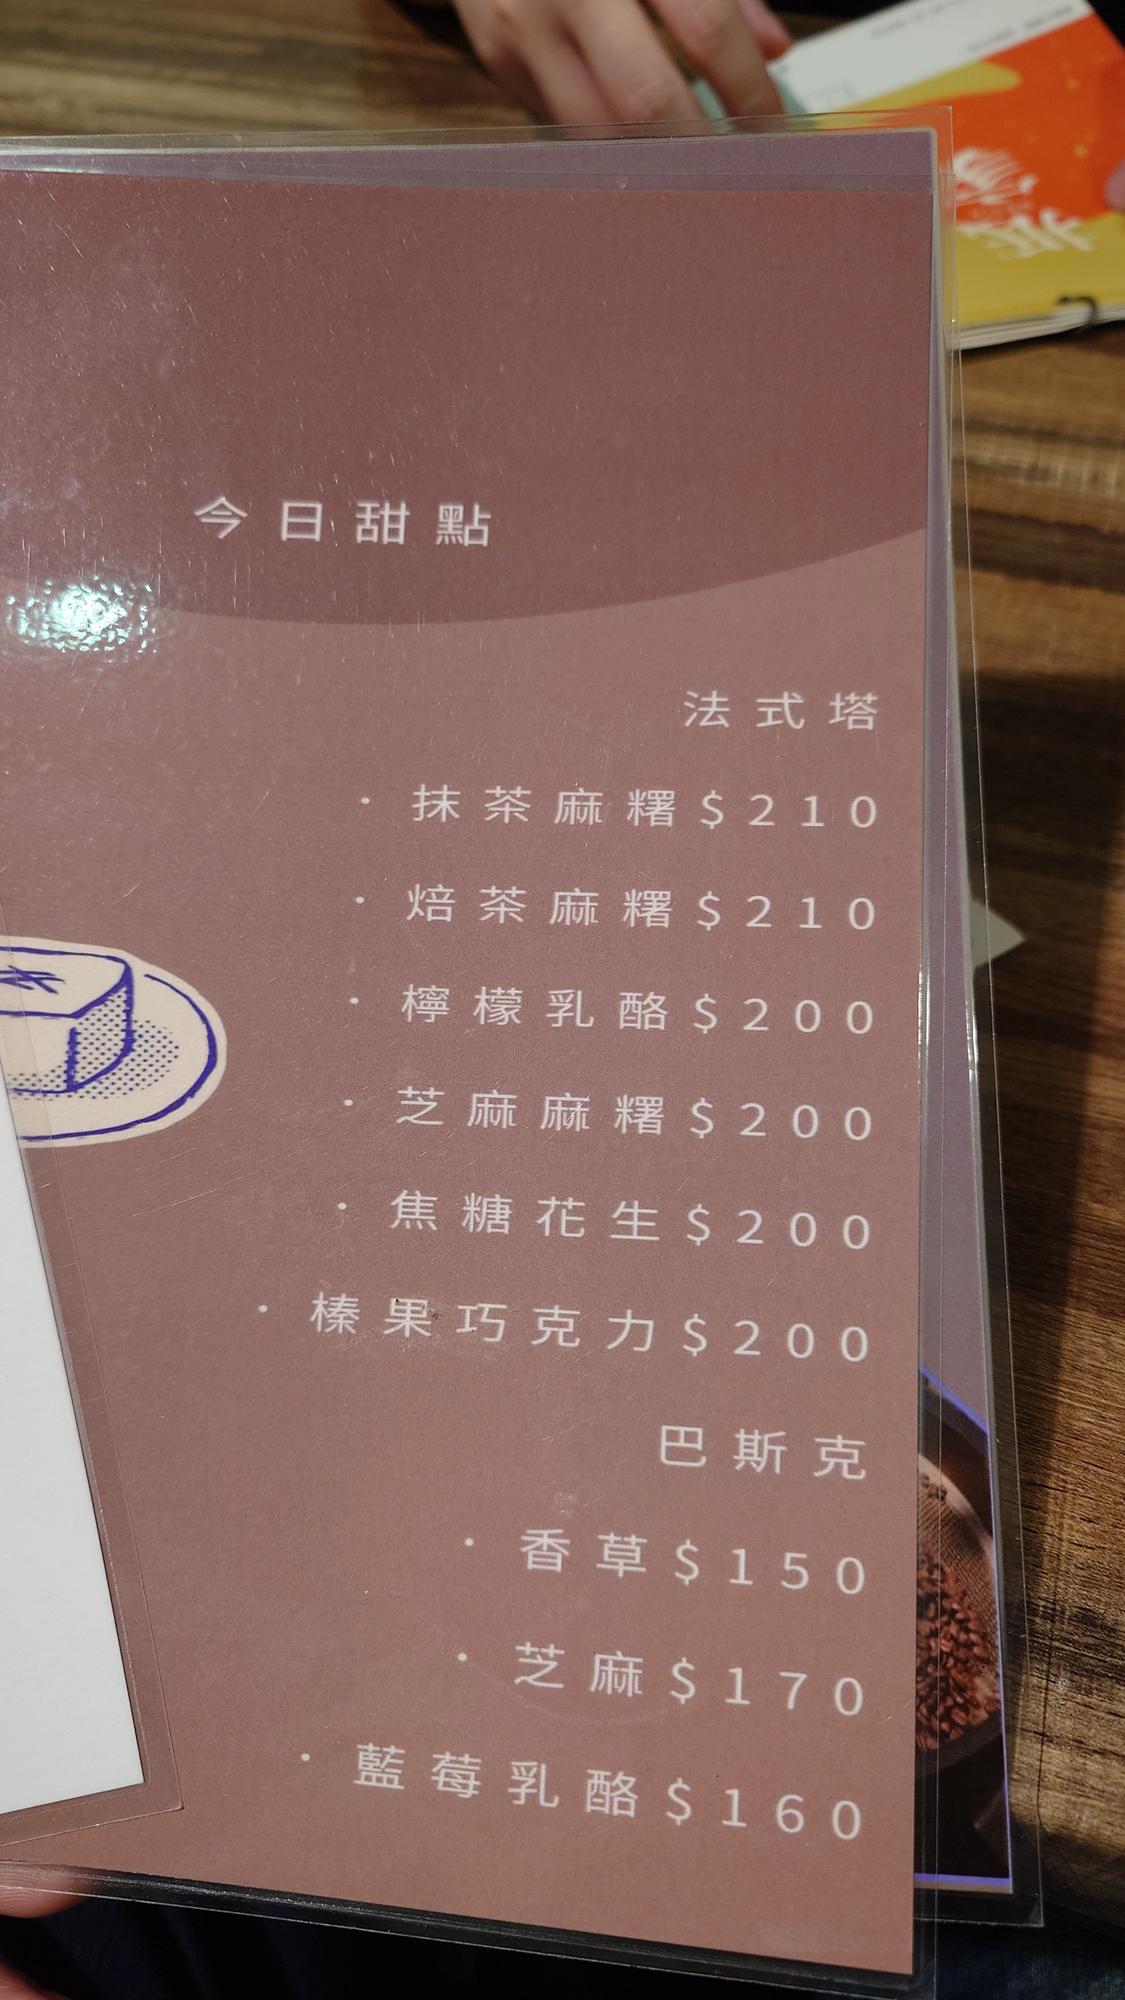 今日甜點
法式塔
· 抹茶麻糬$210
· 焙茶麻糬$210
· 檸檬乳酪$200
· 芝麻麻糬$200
· 焦糖花生$200
· 榛果巧克力$200
巴斯克
· 香草$150
· 芝麻$170
· 藍莓乳酪$160